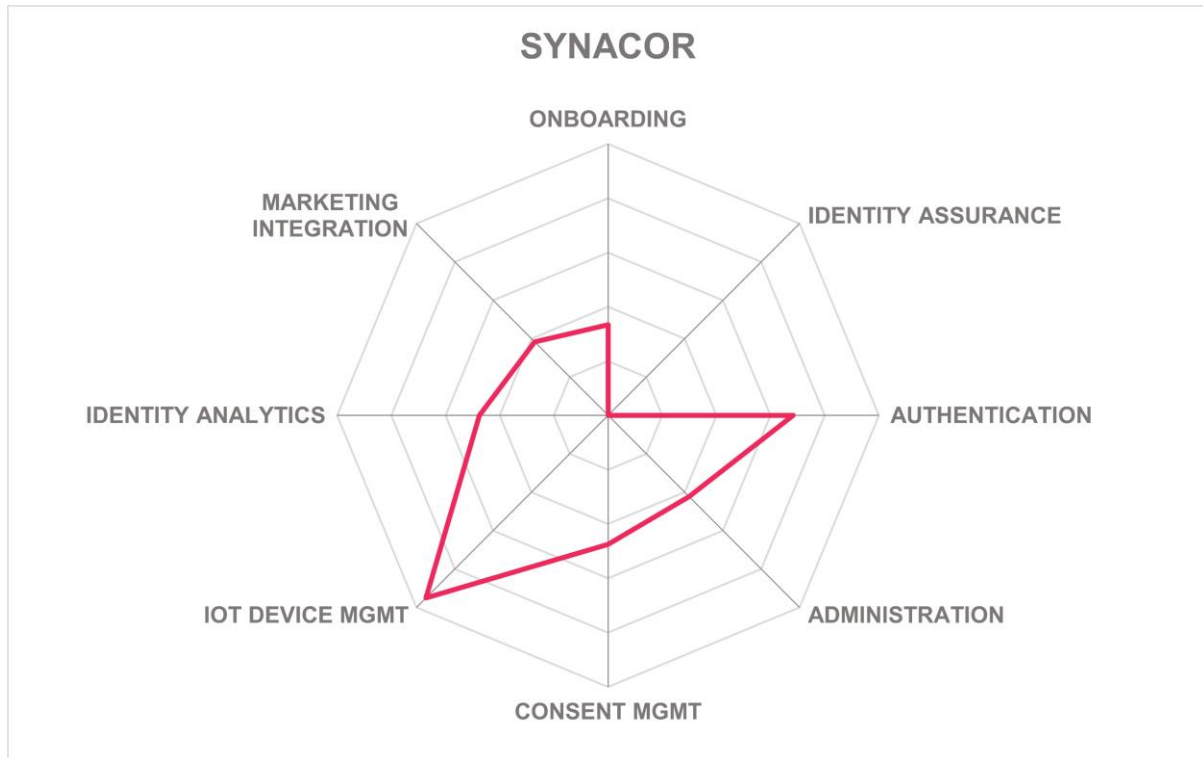 SYNACOR
ONBOARDING
MARKETING
INTEGRATION
IDENTITY ASSURANCE
IDENTITY ANALYTICS
AUTHENTICATION
IOT DEVICE MGMT
ADMINISTRATION
CONSENT MGMT